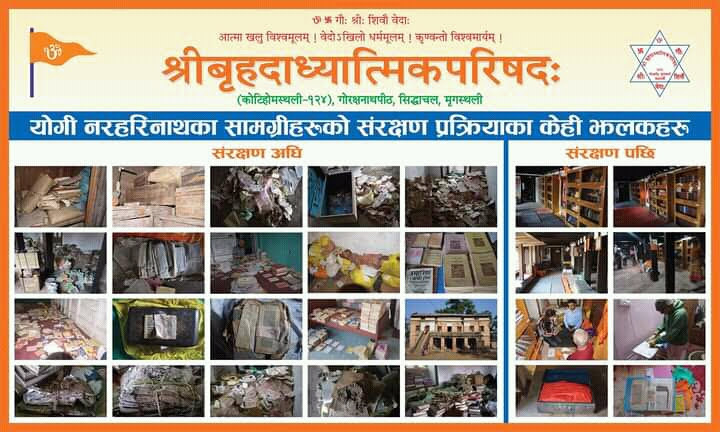 ॐ 卐 गौः श्रीः शिवौ वेदाः
आत्मा खलु विश्वमूलम् ! वेदोऽखिलो धर्ममूलम् ! कृण्वन्तो विश्वमार्यम् !
श्रीबृहदाध्यात्मिकपरिषदः
(कोटिहोमस्थली-१२४), गोरक्षनाथपीठ, सिद्धाचल, मृगस्थली
योगी नरहरिनाथका सामग्रीहरूको संरक्षण प्रक्रियाका केही झलकहरू
संरक्षण अघि
संरक्षण पछि